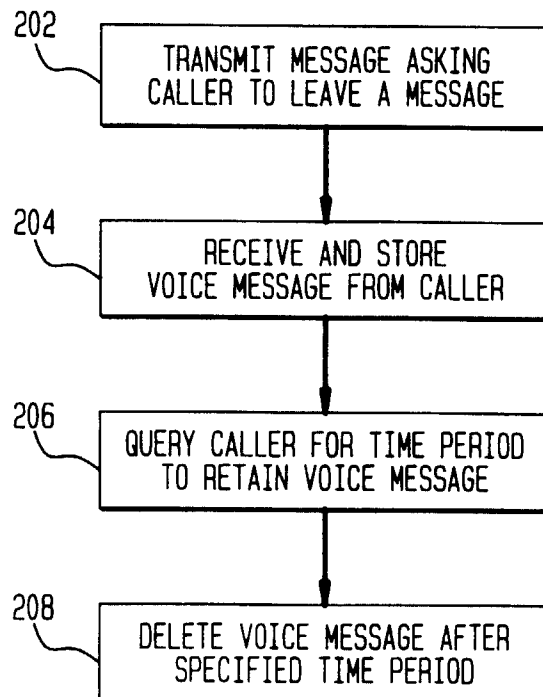 202
TRANSMIT MESSAGE ASKING
CALLER TO LEAVE A MESSAGE
204
RECEIVE AND STORE
VOICE MESSAGE FROM CALLER
206
QUERY CALLER FOR TIME PERIOD
TO RETAIN VOICE MESSAGE
208
DELETE VOICE MESSAGE AFTER
SPECIFIED TIME PERIOD